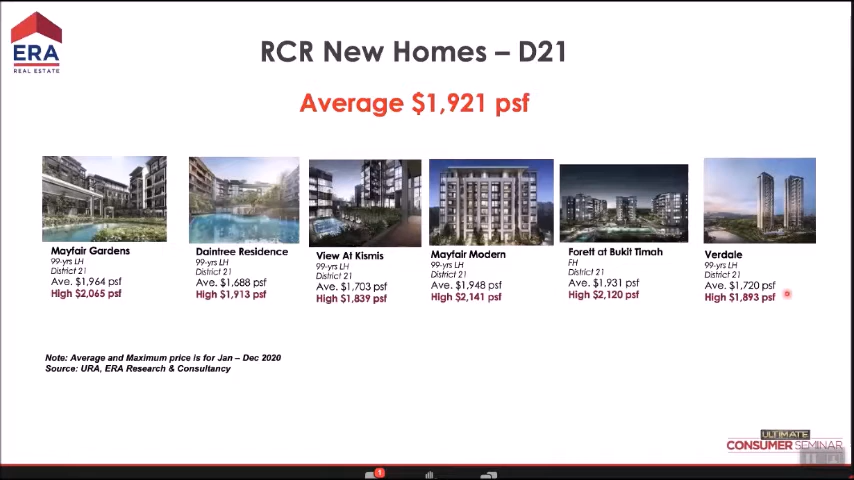 ERA
REAL ESTATE
RCR New Homes – D21
Average $1,921 psf
Mayfair Gardens
99-yrs LH
District 21
Ave. $1,964 psf
High $2,065 psf
Daintree Residence
99-yrs LH
District 21
Ave. $1,688 psf
High $1,913 psf
View At Kismis
99-yrs LH
District 21
Ave. $1,703 psf
High $1,839 psf
Mayfair Modern
99-yrs LH
District 21
Ave. $1,948 psf
High $2,141 psf
Forett at Bukit Timah
FH
District 21
Ave. $1,931 psf
High $2,120 psf
Verdale
99-yrs LH
District 21
Ave. $1,720 psf
High $1,893 psf
Note: Average and Maximum price is for Jan – Dec 2020
Source: URA, ERA Research & Consultancy
ULTIMATE
CONSUMER SEMINAR
1